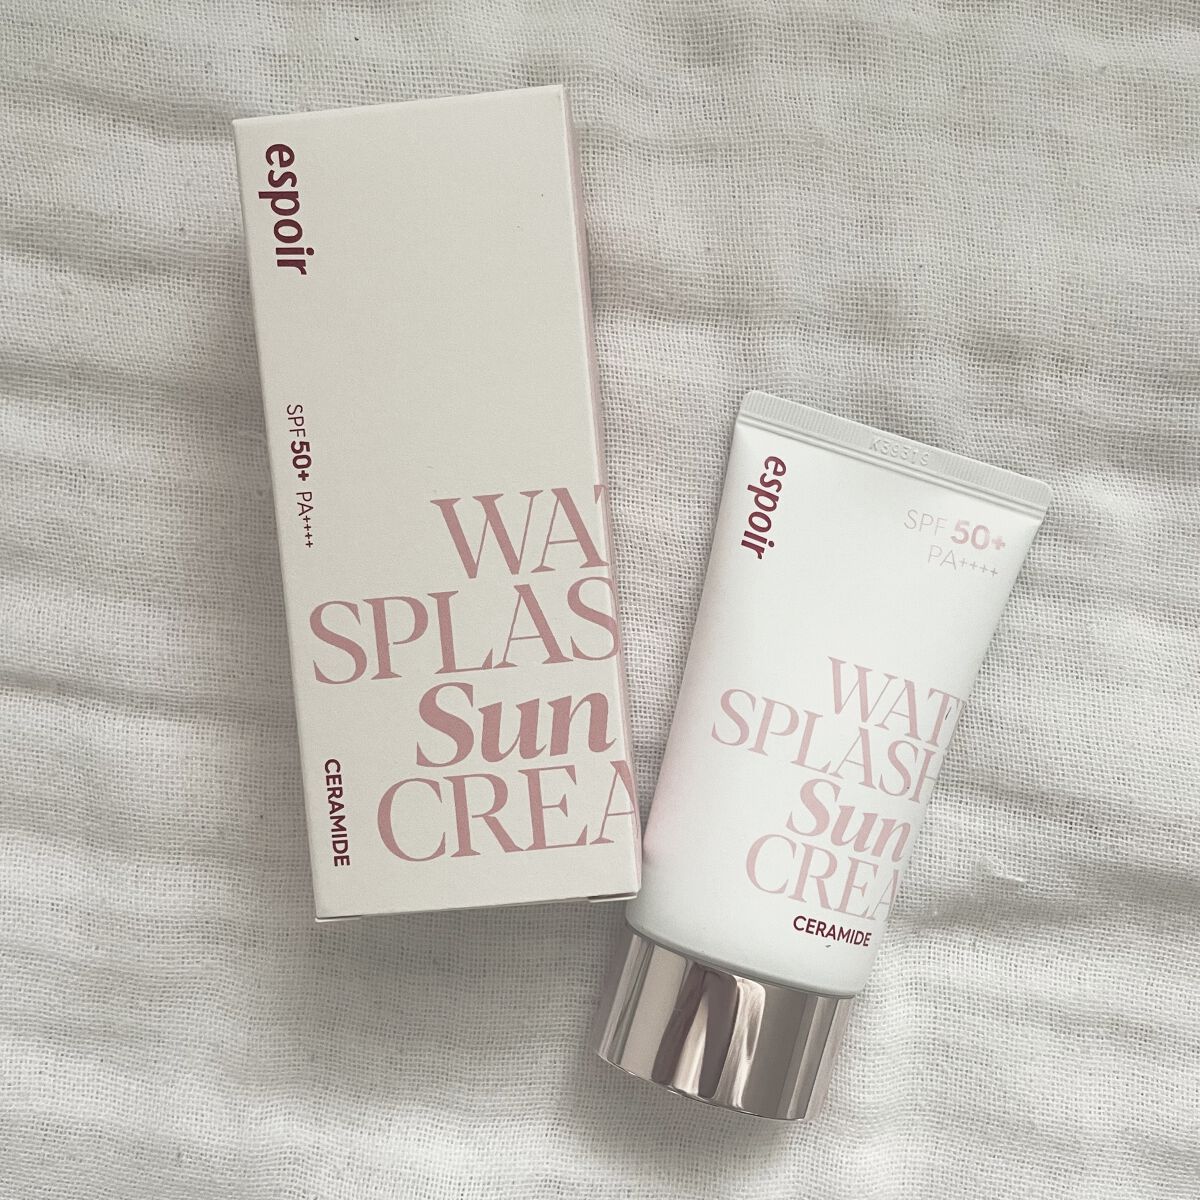 espoir
SPF 50+ PA++++
WAT
SPLAS
Sun
CREA
CERAMIDE
espoir
SPF 50+
PA++++
WAT
SPLASH
Sun
CREA
CERAMIDE